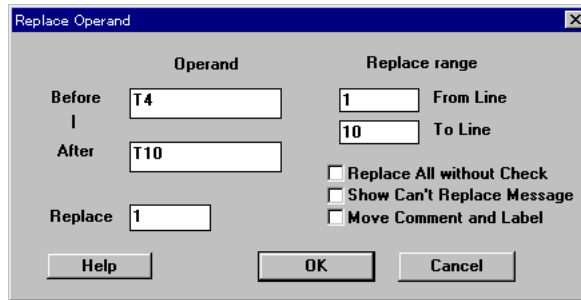 Replace Operand
Operand
Replace range
Before
T4
1 From Line
|
10 To Line
After
T10
Replace All without Check
Show Can't Replace Message
Replace 1
Move Comment and Label
Help OK Cancel